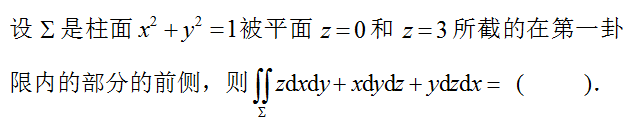 设 Σ 是柱面 x² + y² = 1被平面 z = 0 和 z = 3 所截的在第一卦
限内的部分的前侧，则 ∬_Σ zdxdy + xdydz + ydzdx = (      ).